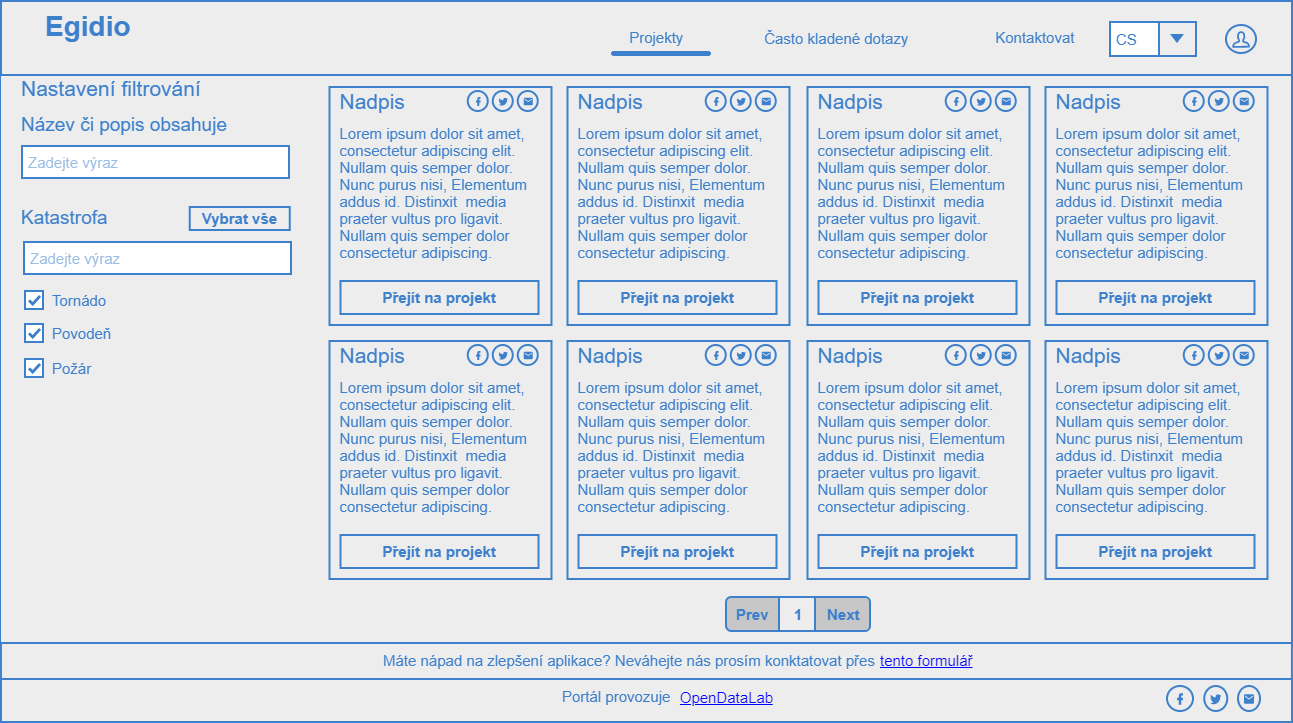 Egidio
Projekty
Často kladené dotazy
Kontaktovat
CS
Nastavení filtrování
Název či popis obsahuje
Zadejte výraz
Katastrofa
Vybrat vše
Zadejte výraz
Tornádo
Povodeň
Požár
Nadpis
Lorem ipsum dolor sit amet,
consectetur adipiscing elit.
Nullam quis semper dolor.
Nunc purus nisi, Elementum
addus id. Distinxit  media
praeter vultus pro ligavit.
Nullam quis semper dolor
consectetur adipiscing.
Přejít na projekt
Nadpis
Lorem ipsum dolor sit amet,
consectetur adipiscing elit.
Nullam quis semper dolor.
Nunc purus nisi, Elementum
addus id. Distinxit  media
praeter vultus pro ligavit.
Nullam quis semper dolor
consectetur adipiscing.
Přejít na projekt
Nadpis
Lorem ipsum dolor sit amet,
consectetur adipiscing elit.
Nullam quis semper dolor.
Nunc purus nisi, Elementum
addus id. Distinxit  media
praeter vultus pro ligavit.
Nullam quis semper dolor
consectetur adipiscing.
Přejít na projekt
Nadpis
Lorem ipsum dolor sit amet,
consectetur adipiscing elit.
Nullam quis semper dolor.
Nunc purus nisi, Elementum
addus id. Distinxit  media
praeter vultus pro ligavit.
Nullam quis semper dolor
consectetur adipiscing.
Přejít na projekt
Nadpis
Lorem ipsum dolor sit amet,
consectetur adipiscing elit.
Nullam quis semper dolor.
Nunc purus nisi, Elementum
addus id. Distinxit  media
praeter vultus pro ligavit.
Nullam quis semper dolor
consectetur adipiscing.
Přejít na projekt
Nadpis
Lorem ipsum dolor sit amet,
consectetur adipiscing elit.
Nullam quis semper dolor.
Nunc purus nisi, Elementum
addus id. Distinxit  media
praeter vultus pro ligavit.
Nullam quis semper dolor
consectetur adipiscing.
Přejít na projekt
Nadpis
Lorem ipsum dolor sit amet,
consectetur adipiscing elit.
Nullam quis semper dolor.
Nunc purus nisi, Elementum
addus id. Distinxit  media
praeter vultus pro ligavit.
Nullam quis semper dolor
consectetur adipiscing.
Přejít na projekt
Nadpis
Lorem ipsum dolor sit amet,
consectetur adipiscing elit.
Nullam quis semper dolor.
Nunc purus nisi, Elementum
addus id. Distinxit  media
praeter vultus pro ligavit.
Nullam quis semper dolor
consectetur adipiscing.
Přejít na projekt
Prev 1 Next
Máte nápad na zlepšení aplikace? Neváhejte nás prosím konktatovat přes tento formulář
Portál provozuje OpenDataLab